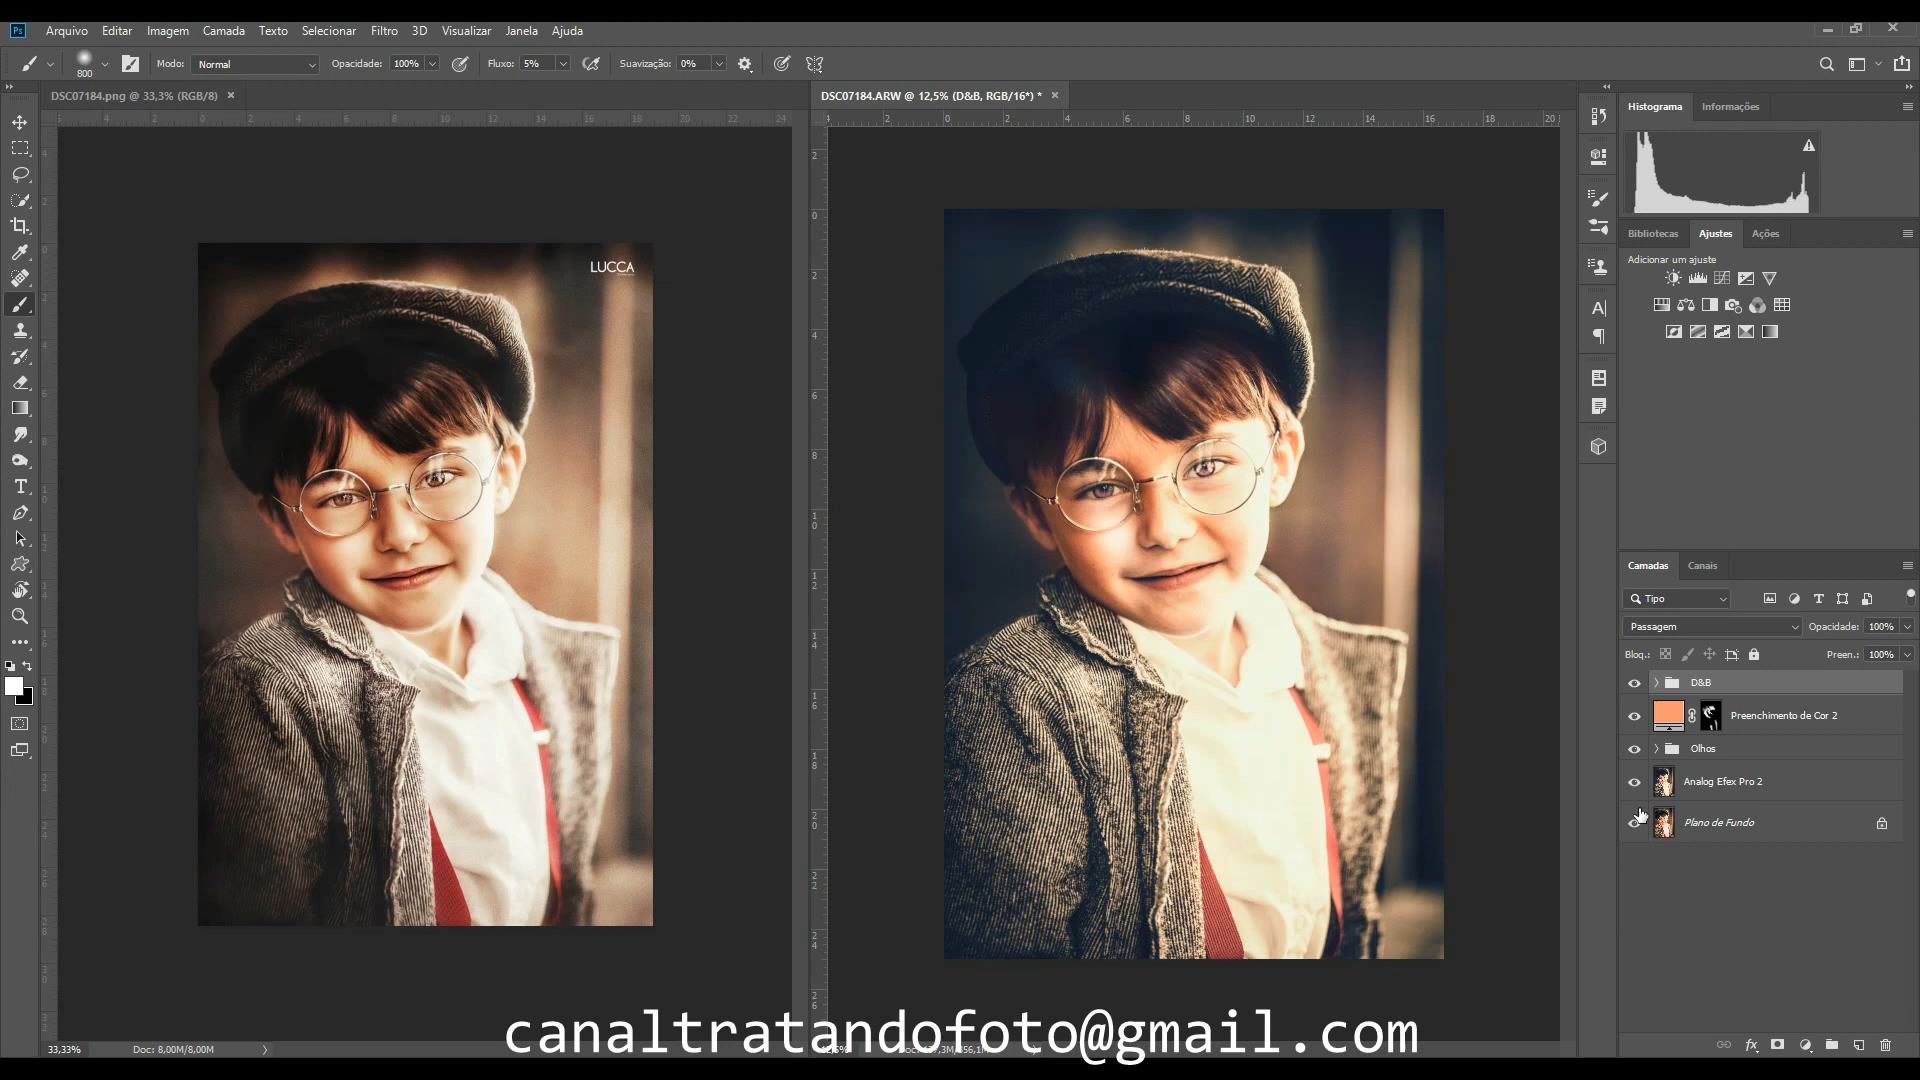 Ps Arquivo Editar Imagem Camada Texto Selecionar Filtro 3D Visualizar Janela Ajuda
800 Modo: Normal Opacidade: 100% Fluxo: 5% Suavização: 0%
DSC07184.png @ 33,3% (RGB/8) ×
DSC07184.ARW @ 12,5% (D&B, RGB/16*) * ×
Histograma Informações
Bibliotecas Ajustes Ações
Adicionar um ajuste
LUCCA
Camadas Canais
Tipo
Passagem Opacidade: 100%
Bloq.: Preen.: 100%
D&B
Preenchimento de Cor 2
Olhos
Analog Efex Pro 2
Plano de Fundo
canaltratandofoto@gmail.com
33,33% Doc: 8,00M/8,00M